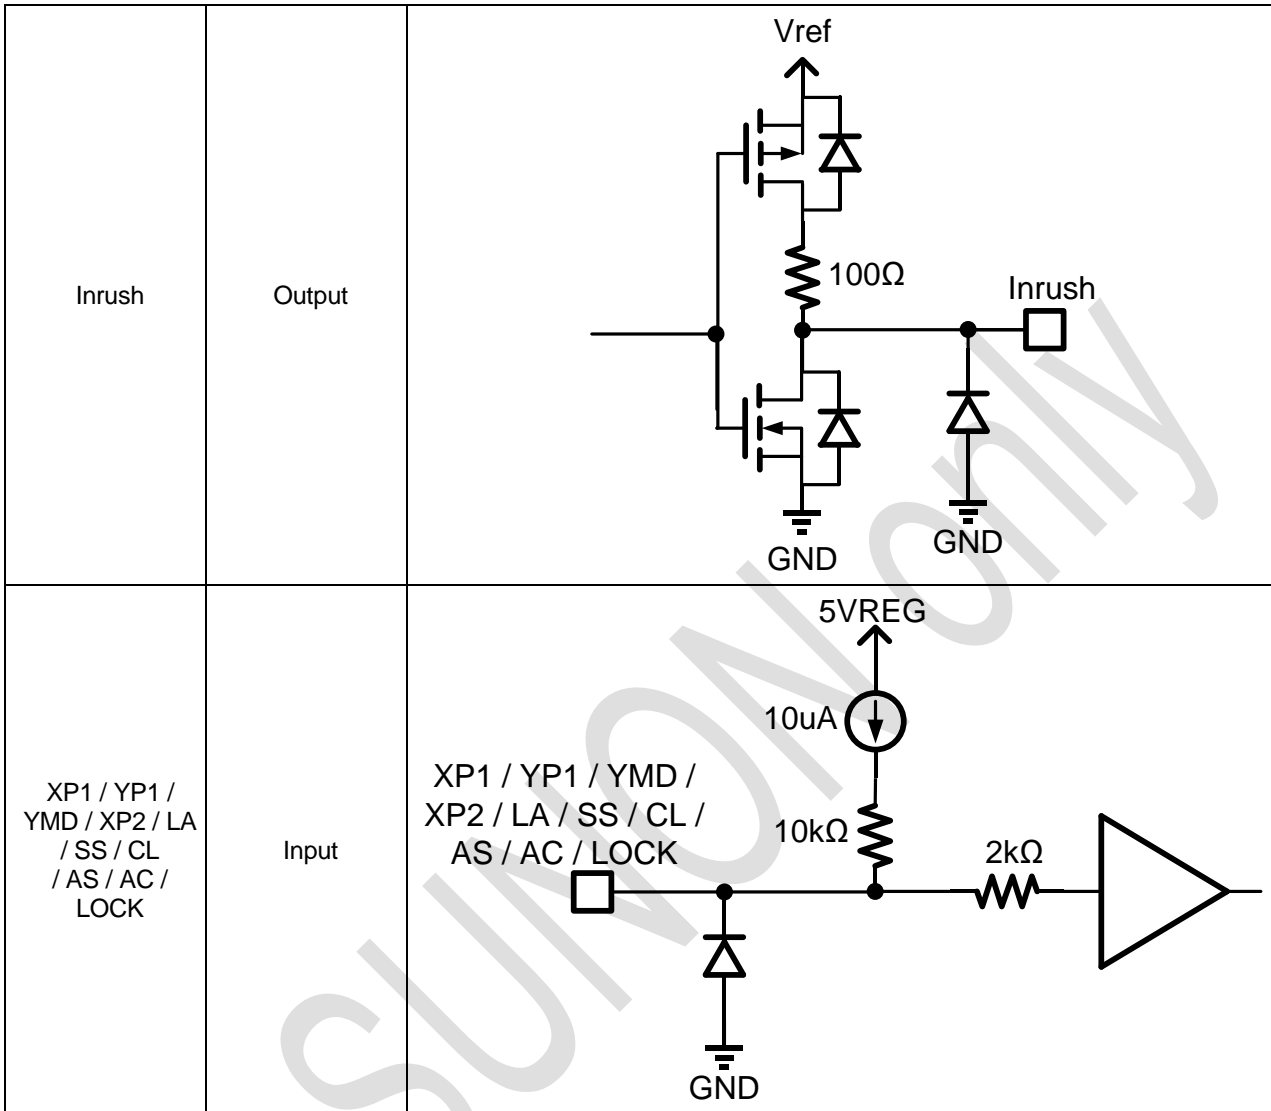 Inrush
Output
Vref
100Ω
Inrush
GND
GND
XP1 / YP1 /
YMD / XP2 / LA
/ SS / CL
/ AS / AC /
LOCK
Input
5VREG
10uA
XP1 / YP1 / YMD /
XP2 / LA / SS / CL /
AS / AC / LOCK
10kΩ
2kΩ
GND
SUNON only